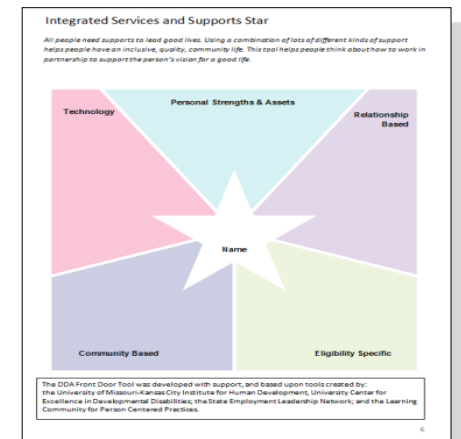 Integrated Services and Supports Star
All people need supports to lead good lives. Using a combination of lots of different kinds of support
helps people have an inclusive, quality, community life. This tool helps people think about how to work in
partnership to support the person's vision for a good life.
Personal Strengths & Assets
Technology
Relationship
Based
Name
Community Based
Eligibility Specific
The DDA Front Door Tool was developed with support, and based upon tools created by:
the University of Missouri-Kansas City Institute for Human Development, University Center for
Excellence in Developmental Disabilities; the State Employment Leadership Network; and the Learning
Community for Person Centered Practices.
6